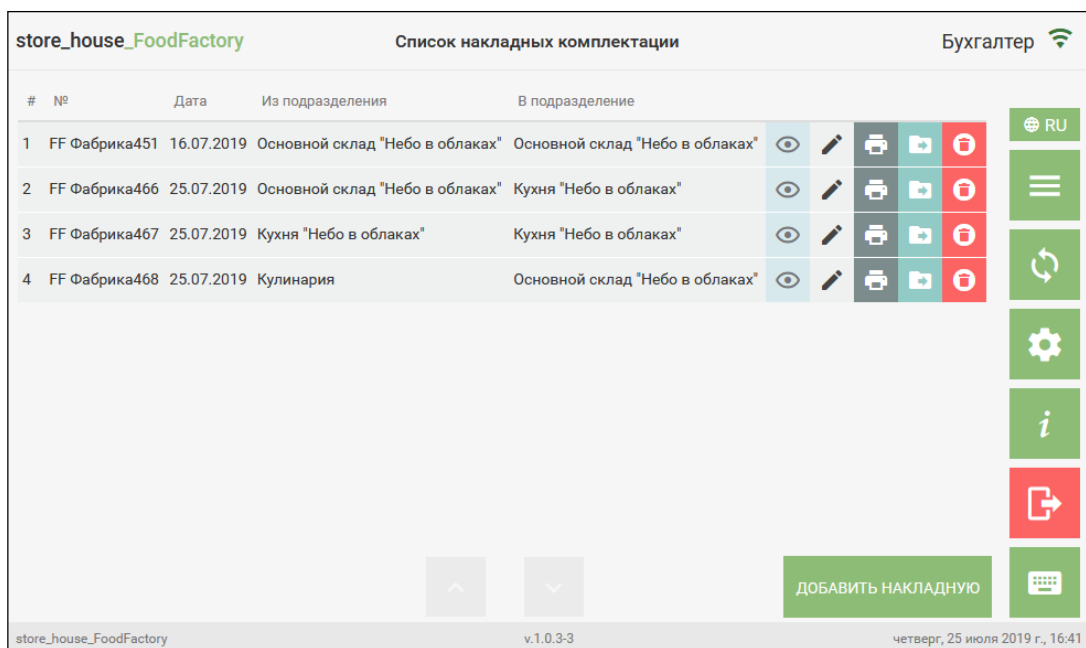 store_house_FoodFactory Список накладных комплектации Бухгалтер
# № Дата Из подразделения В подразделение
RU
1 FF Фабрика451 16.07.2019 Основной склад "Небо в облаках" Основной склад "Небо в облаках"
2 FF Фабрика466 25.07.2019 Основной склад "Небо в облаках" Кухня "Небо в облаках"
3 FF Фабрика467 25.07.2019 Кухня "Небо в облаках" Кухня "Небо в облаках"
4 FF Фабрика468 25.07.2019 Кулинария Основной склад "Небо в облаках"
i
ДОБАВИТЬ НАКЛАДНУЮ
store_house_FoodFactory v.1.0.3-3 четверг, 25 июля 2019 г., 16:41